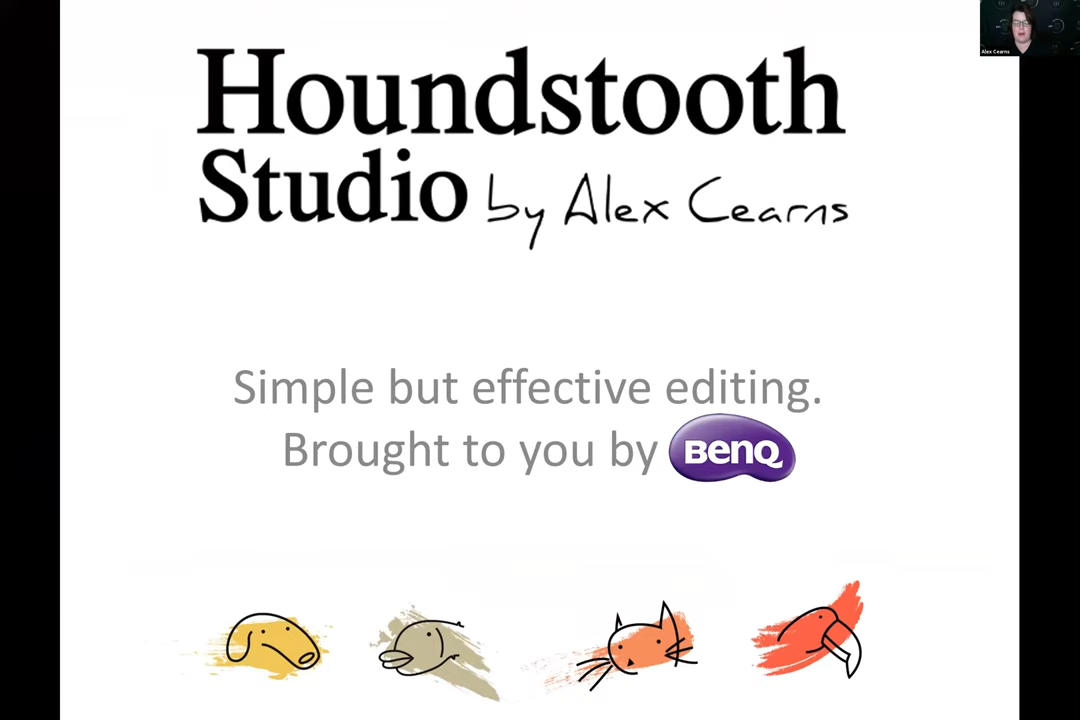 Alex Cearns
Houndstooth
Studio by Alex Cearns
Simple but effective editing.
Brought to you by BenQ